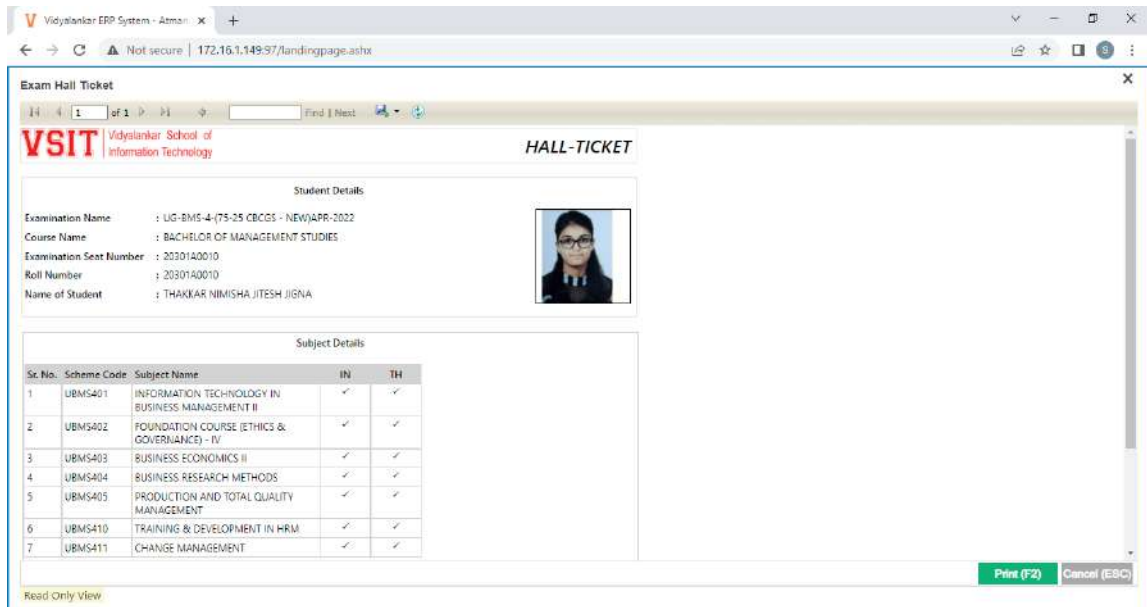 Vidyalankar ERP System - Atman
Not secure | 172.16.1.149:97/landingpage.ashx
S
Exam Hall Ticket
1 of 1 Find | Next
VSIT Vidyalankar School of
Information Technology
HALL-TICKET
Student Details
Examination Name : UG-BMS-4-(75-25 CBCGS - NEW)APR-2022
Course Name : BACHELOR OF MANAGEMENT STUDIES
Examination Seat Number : 20301A0010
Roll Number : 20301A0010
Name of Student : THAKKAR NIMISHA JITESH JIGNA
Subject Details
Sr. No. Scheme Code Subject Name IN TH
1 UBMS401 INFORMATION TECHNOLOGY IN ✓ ✓
BUSINESS MANAGEMENT II
2 UBMS402 FOUNDATION COURSE (ETHICS & ✓ ✓
GOVERNANCE) - IV
3 UBMS403 BUSINESS ECONOMICS II ✓ ✓
4 UBMS404 BUSINESS RESEARCH METHODS ✓ ✓
5 UBMS405 PRODUCTION AND TOTAL QUALITY ✓ ✓
MANAGEMENT
6 UBMS410 TRAINING & DEVELOPMENT IN HRM ✓ ✓
7 UBMS411 CHANGE MANAGEMENT ✓ ✓
Print (F2) Cancel (ESC)
Read Only View